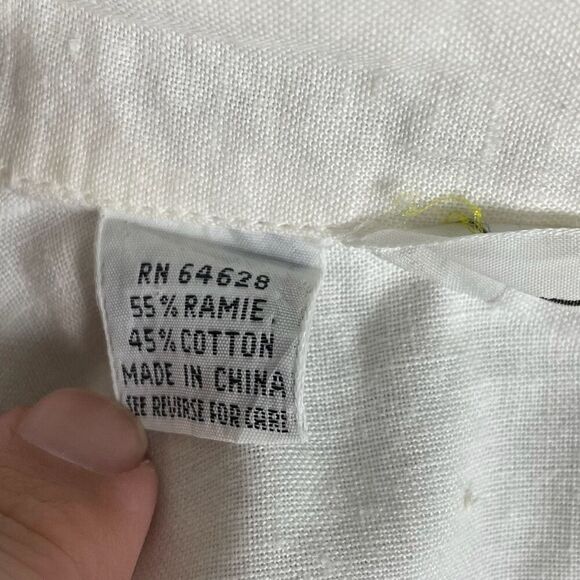 RN 64628
55% RAMIE
45% COTTON
MADE IN CHINA
SEE REVERSE FOR CARE